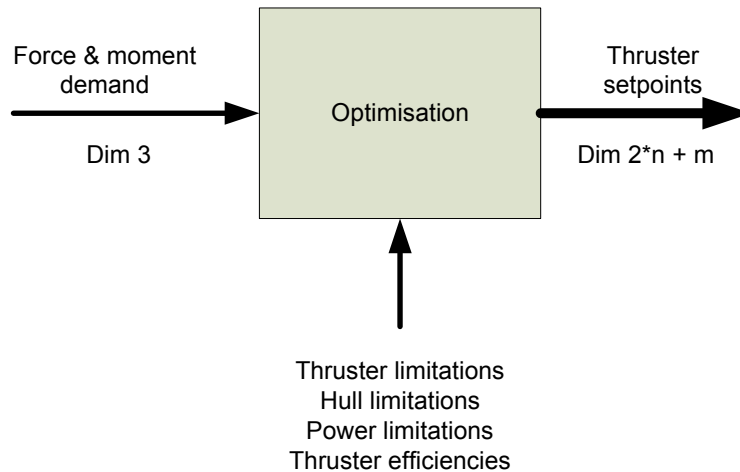 Force & moment
demand
Dim 3
Optimisation
Thruster
setpoints
Dim 2*n + m
Thruster limitations
Hull limitations
Power limitations
Thruster efficiencies